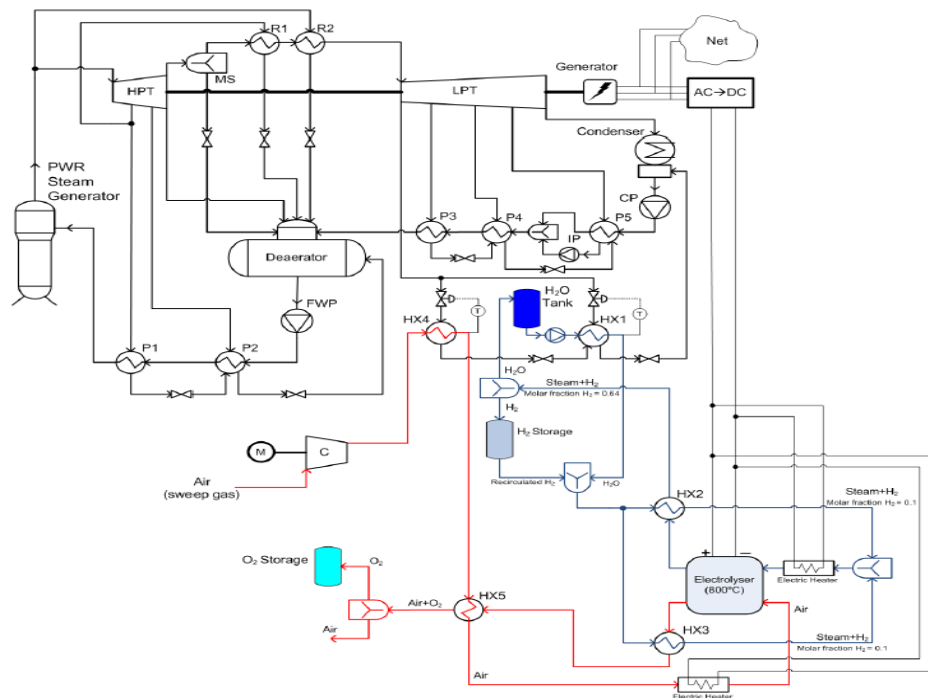 R1
R2
Net
MS
Generator
HPT
LPT
AC→DC
Condenser
PWR
Steam
Generator
CP
P3
P4
P5
IP
Deaerator
FWP
H₂O
Tank
HX4
HX1
T
T
P1
P2
H₂O
Steam+H₂
Molar fraction H₂ = 0.64
H₂
H₂ Storage
M
C
Air
(sweep gas)
Recirculated H₂
H₂O
HX2
Steam+H₂
Molar fraction H₂ = 0.1
+
−
O₂ Storage
O₂
Electrolyser
(800ºC)
Electric Heater
Air+O₂
HX5
Air
HX3
Steam+H₂
Molar fraction H₂ = 0.1
Air
Air
Electric Heater